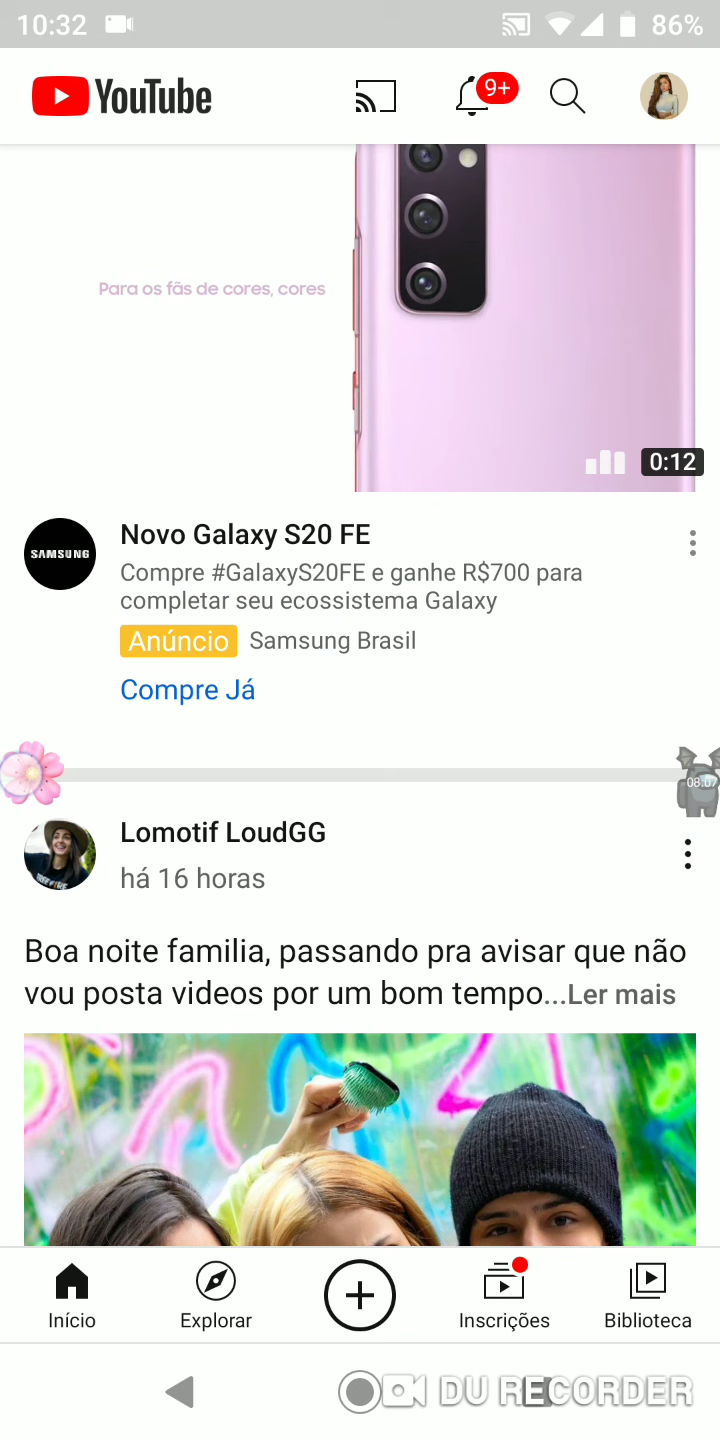 10:32
86%
YouTube
9+
Para os fãs de cores, cores
0:12
SAMSUNG
Novo Galaxy S20 FE
Compre #GalaxyS20FE e ganhe R$700 para
completar seu ecossistema Galaxy
Anúncio Samsung Brasil
Compre Já
08:07
Lomotif LoudGG
há 16 horas
Boa noite familia, passando pra avisar que não
vou posta videos por um bom tempo...Ler mais
Início
Explorar
Inscrições
Biblioteca
DU RECORDER